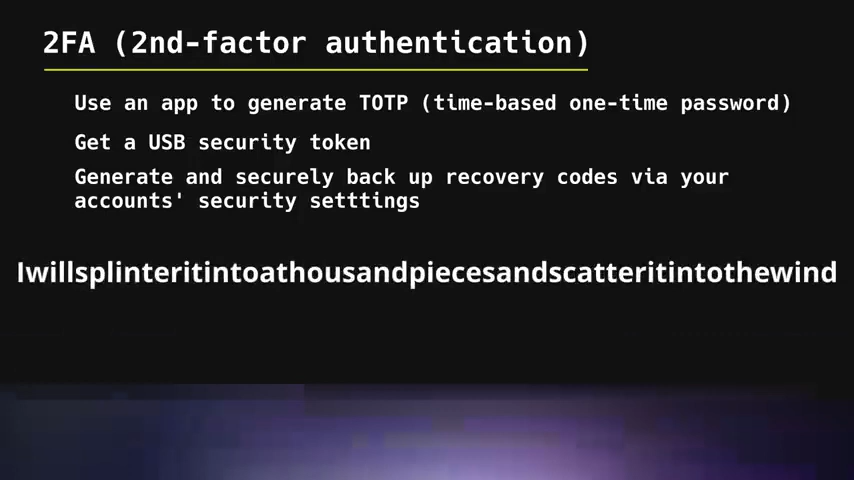 2FA (2nd-factor authentication)
Use an app to generate TOTP (time-based one-time password)
Get a USB security token
Generate and securely back up recovery codes via your
accounts' security setttings
Iwillsplinteritintoathousandpiecesandscatteritintothewind